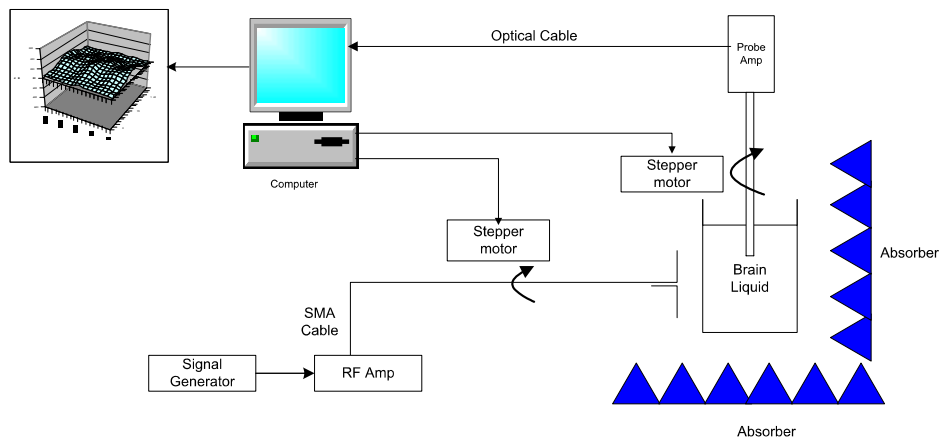 Optical Cable
Probe
Amp
Computer
Stepper
motor
Stepper
motor
Brain
Liquid
Absorber
SMA
Cable
Signal
Generator
RF Amp
Absorber